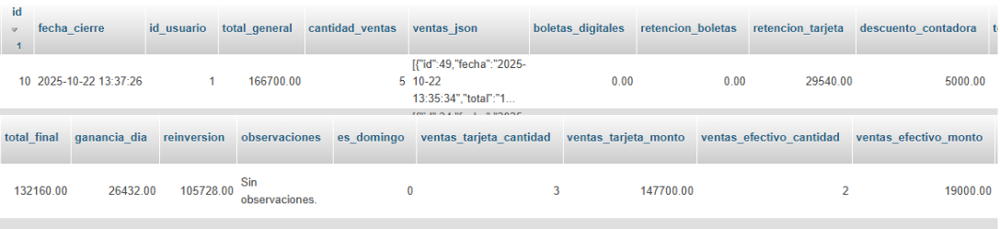 id fecha_cierre id_usuario total_general cantidad_ventas ventas_json boletas_digitales retencion_boletas retencion_tarjeta descuento_contadora
1
10 2025-10-22 13:37:26 1 166700.00 5 [{"id":49,"fecha":"2025-
10-22
13:35:34","total":"1...
0.00 0.00 29540.00 5000.00
total_final ganancia_dia reinversion observaciones es_domingo ventas_tarjeta_cantidad ventas_tarjeta_monto ventas_efectivo_cantidad ventas_efectivo_monto
132160.00 26432.00 105728.00 Sin
observaciones.
0 3 147700.00 2 19000.00